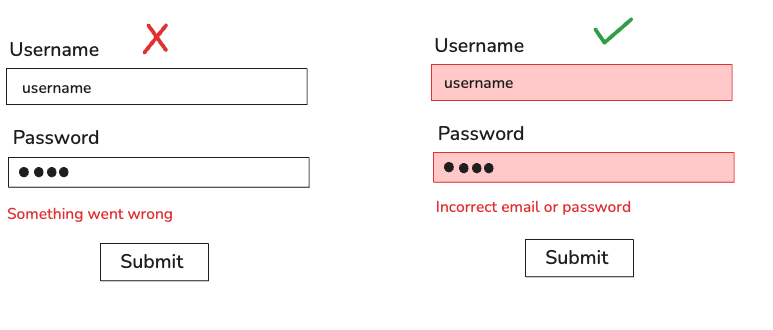 Username
username
Password
Something went wrong
Submit
Username
username
Password
Incorrect email or password
Submit